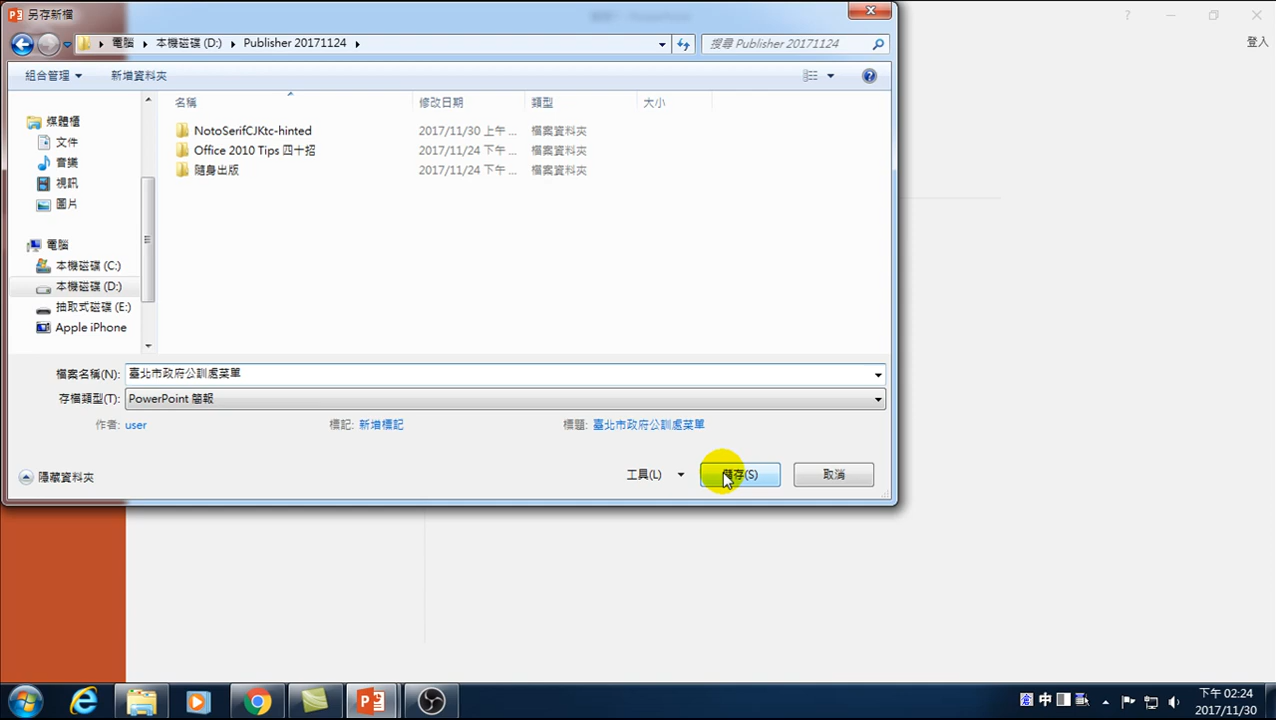 另存新檔
登入
電腦 本機磁碟 (D:) Publisher 20171124
搜尋 Publisher 20171124
組合管理 新增資料夾
名稱 修改日期 類型 大小
NotoSerifCJKtc-hinted 2017/11/30 上午 ... 檔案資料夾
Office 2010 Tips 四十招 2017/11/24 下午 ... 檔案資料夾
隨身出版 2017/11/24 下午 ... 檔案資料夾
媒體櫃
文件
音樂
視訊
圖片
電腦
本機磁碟 (C:)
本機磁碟 (D:)
抽取式磁碟 (E:)
Apple iPhone
檔案名稱(N): 臺北市政府公訓處菜單
存檔類型(T): PowerPoint 簡報
作者: user 標記: 新增標記 標題: 臺北市政府公訓處菜單
隱藏資料夾 工具(L) 儲存(S) 取消
中
下午 02:24
2017/11/30